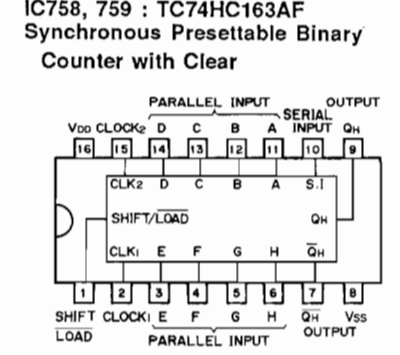 IC758, 759 : TC74HC163AF
Synchronous Presettable Binary
Counter with Clear
PARALLEL INPUT OUTPUT
SERIAL
VDD CLOCK2 D C B A INPUT QH
16 15 14 13 12 11 10 9
CLK2 D C B A S.I
SHIFT/LOAD QH
CLK1 E F G H QH
1 2 3 4 5 6 7 8
SHIFT CLOCK1 E F G H QH VSS
LOAD PARALLEL INPUT OUTPUT